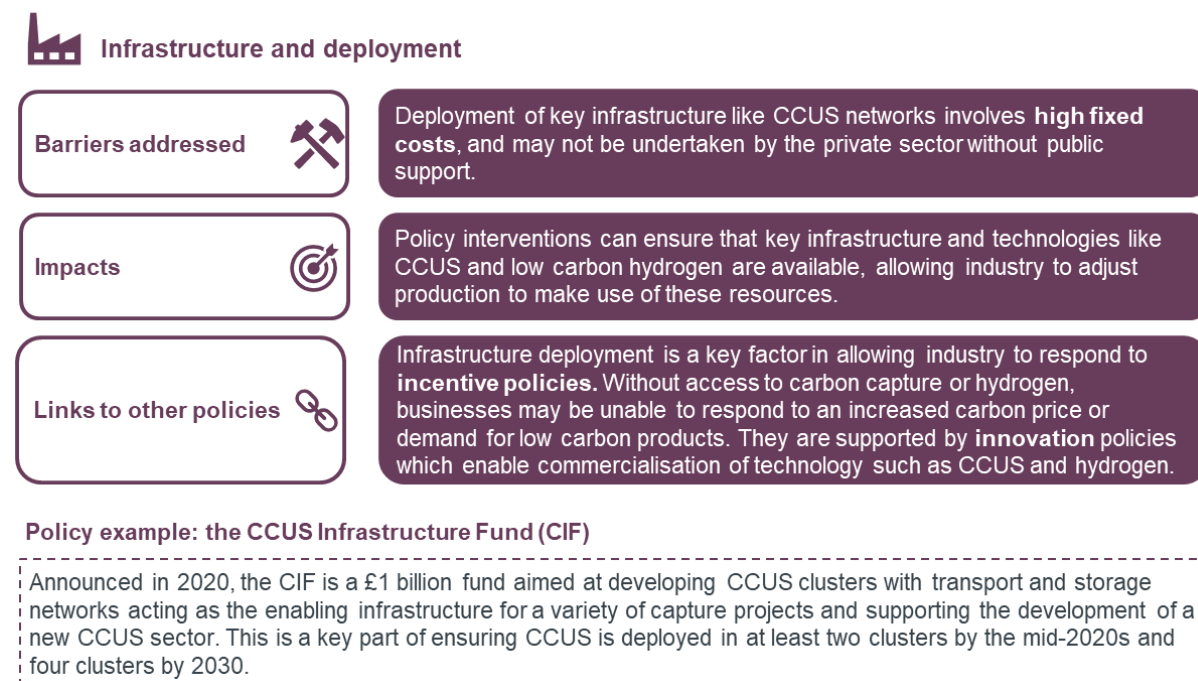 Infrastructure and deployment
Barriers addressed
Deployment of key infrastructure like CCUS networks involves high fixed
costs, and may not be undertaken by the private sector without public
support.
Impacts
Policy interventions can ensure that key infrastructure and technologies like
CCUS and low carbon hydrogen are available, allowing industry to adjust
production to make use of these resources.
Links to other policies
Infrastructure deployment is a key factor in allowing industry to respond to
incentive policies. Without access to carbon capture or hydrogen,
businesses may be unable to respond to an increased carbon price or
demand for low carbon products. They are supported by innovation policies
which enable commercialisation of technology such as CCUS and hydrogen.
Policy example: the CCUS Infrastructure Fund (CIF)
Announced in 2020, the CIF is a £1 billion fund aimed at developing CCUS clusters with transport and storage
networks acting as the enabling infrastructure for a variety of capture projects and supporting the development of a
new CCUS sector. This is a key part of ensuring CCUS is deployed in at least two clusters by the mid-2020s and
four clusters by 2030.